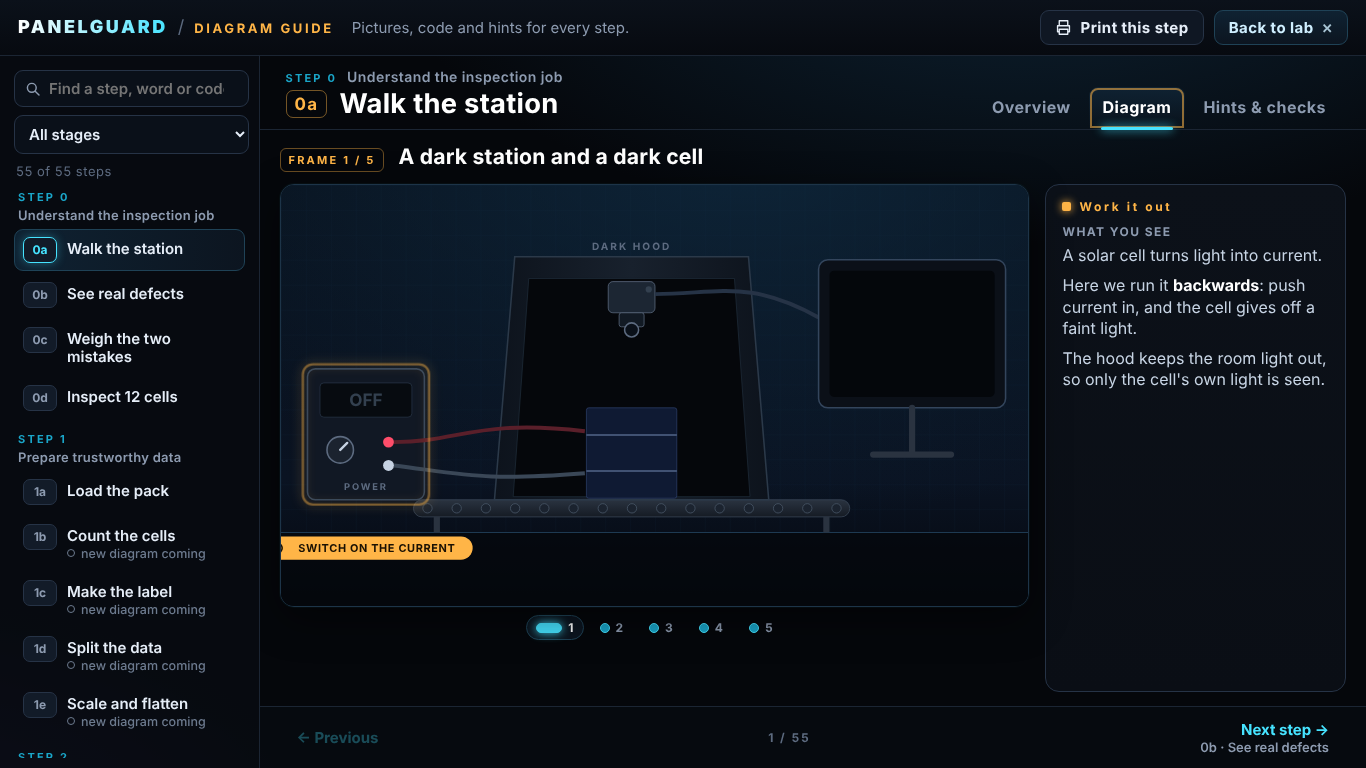 PANELGUARD / DIAGRAM GUIDE Pictures, code and hints for every step.
Print this step
Back to lab ×
Find a step, word or cod
All stages
55 of 55 steps
STEP 0
Understand the inspection job
0a Walk the station
0b See real defects
0c Weigh the two
mistakes
0d Inspect 12 cells
STEP 1
Prepare trustworthy data
1a Load the pack
1b Count the cells
new diagram coming
1c Make the label
new diagram coming
1d Split the data
new diagram coming
1e Scale and flatten
new diagram coming
STEP 2
STEP 0 Understand the inspection job
0a Walk the station
Overview
Diagram
Hints & checks
FRAME 1 / 5 A dark station and a dark cell
DARK HOOD
OFF
POWER
SWITCH ON THE CURRENT
1 2 3 4 5
Work it out
WHAT YOU SEE
A solar cell turns light into current.
Here we run it backwards: push
current in, and the cell gives off a
faint light.
The hood keeps the room light out,
so only the cell's own light is seen.
← Previous
1 / 55
Next step →
0b · See real defects